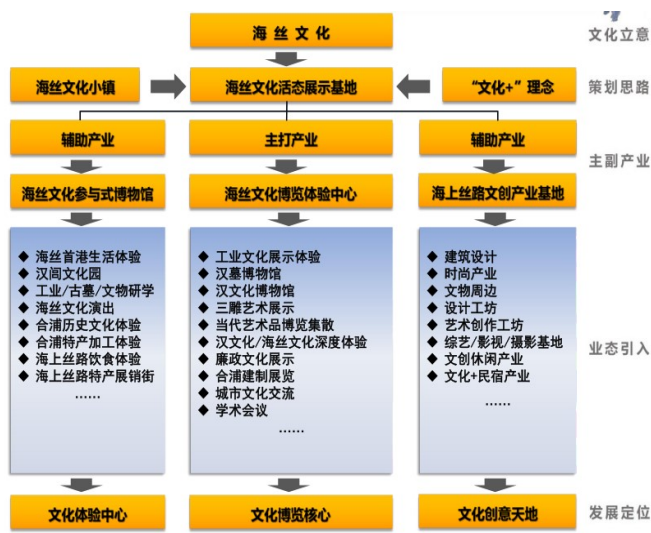 海丝文化
文化立意
海丝文化小镇
海丝文化活态展示基地
“文化+”理念
策划思路
辅助产业
主打产业
辅助产业
主副产业
海丝文化参与式博物馆
海丝文化博览体验中心
海上丝路文创产业基地
◆ 海丝首港生活体验
◆ 汉闾文化园
◆ 工业/古墓/文物研学
◆ 海丝文化演出
◆ 合浦历史文化体验
◆ 合浦特产加工体验
◆ 海上丝路饮食体验
◆ 海上丝路特产展销街
……
◆ 工业文化展示体验
◆ 汉墓博物馆
◆ 汉文化博物馆
◆ 三雕艺术展示
◆ 当代艺术品博览集散
◆ 汉文化/海丝文化深度体验
◆ 廉政文化展示
◆ 合浦建制展览
◆ 城市文化交流
◆ 学术会议
……
◆ 建筑设计
◆ 时尚产业
◆ 文物周边
◆ 设计工坊
◆ 艺术创作工坊
◆ 综艺/影视/摄影基地
◆ 文创休闲产业
◆ 文化+民宿产业
……
业态引入
文化体验中心
文化博览核心
文化创意天地
发展定位